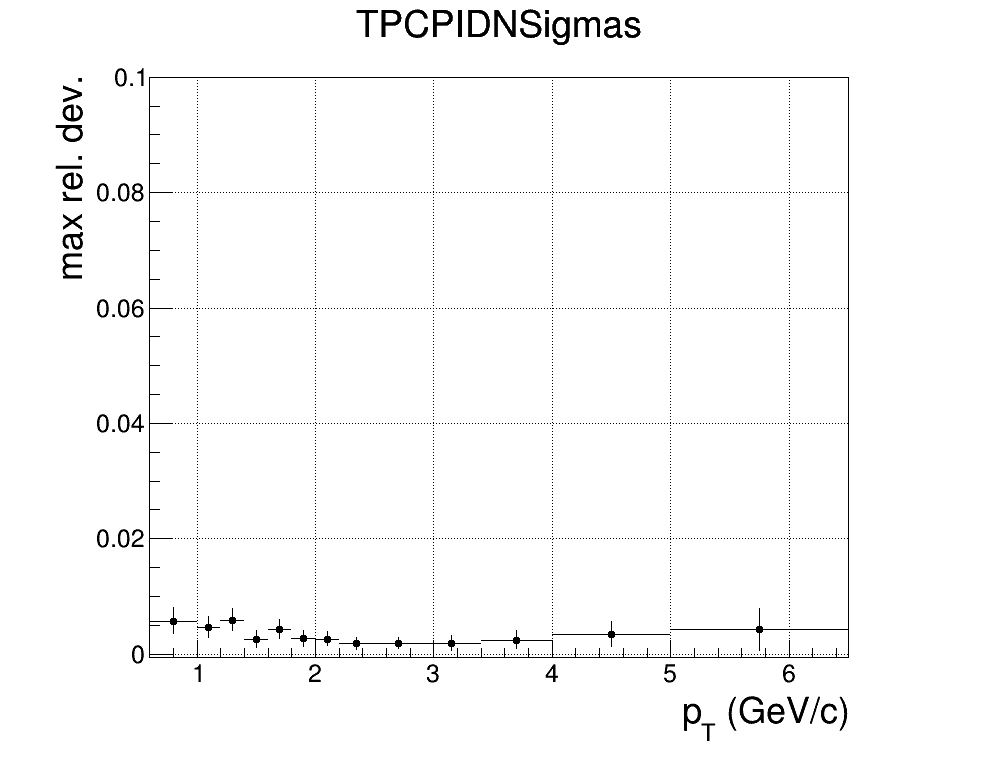 TPCPIDNSigmas
max rel. dev.
0.1
0.08
0.06
0.04
0.02
0
1 2 3 4 5 6
p_T (GeV/c)